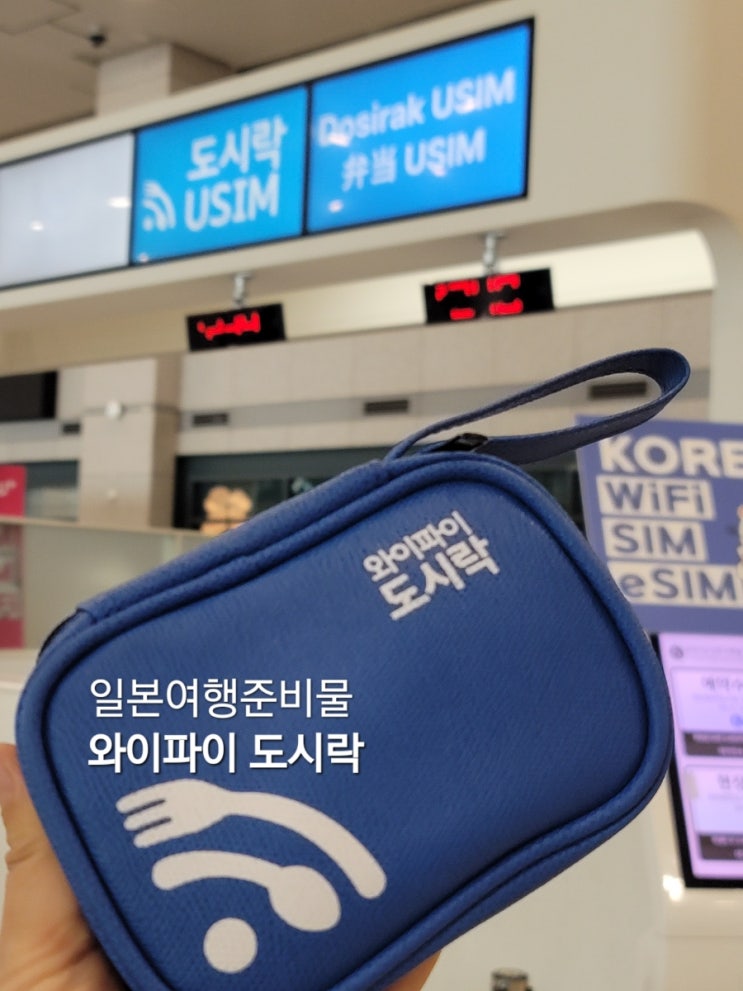 도시락
USIM
Dosirak USIM
弁当 USIM
KORE
WiFi
SIM
eSIM
와이파이
도시락
일본여행준비물
와이파이 도시락